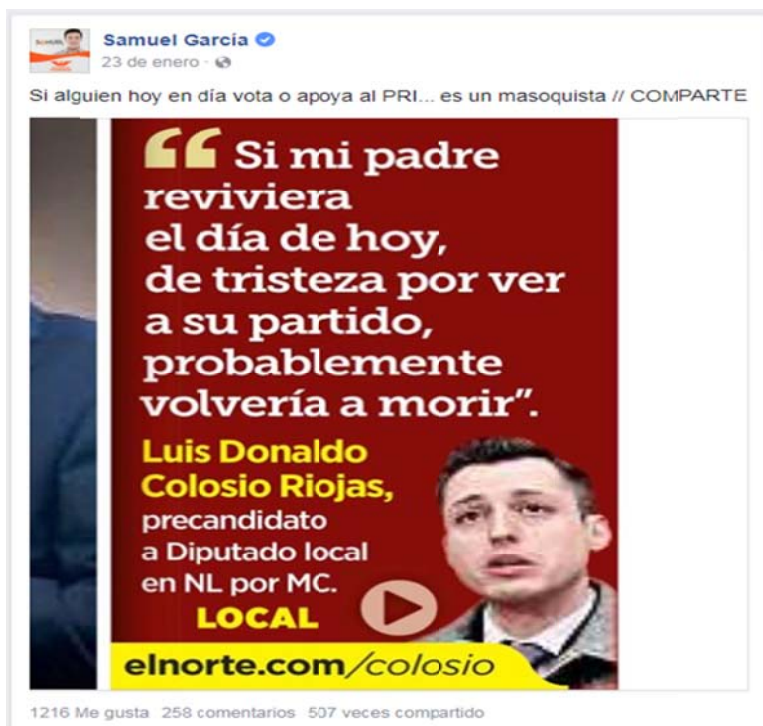 Samuel García
23 de enero
Si alguien hoy en día vota o apoya al PRI... es un masoquista // COMPARTE
“ Si mi padre
reviviera
el día de hoy,
de tristeza por ver
a su partido,
probablemente
volvería a morir”.
Luis Donaldo
Colosio Riojas,
precandidato
a Diputado local
en NL por MC.
LOCAL
elnorte.com/colosio
1216 Me gusta 258 comentarios 507 veces compartido